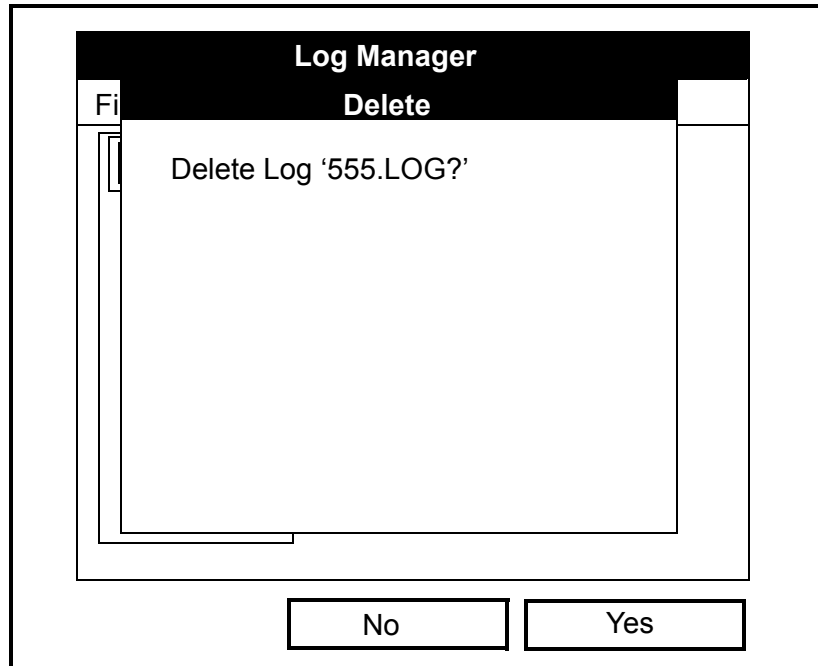 Log Manager
Fi
Delete
Delete Log ‘555.LOG?’
No
Yes